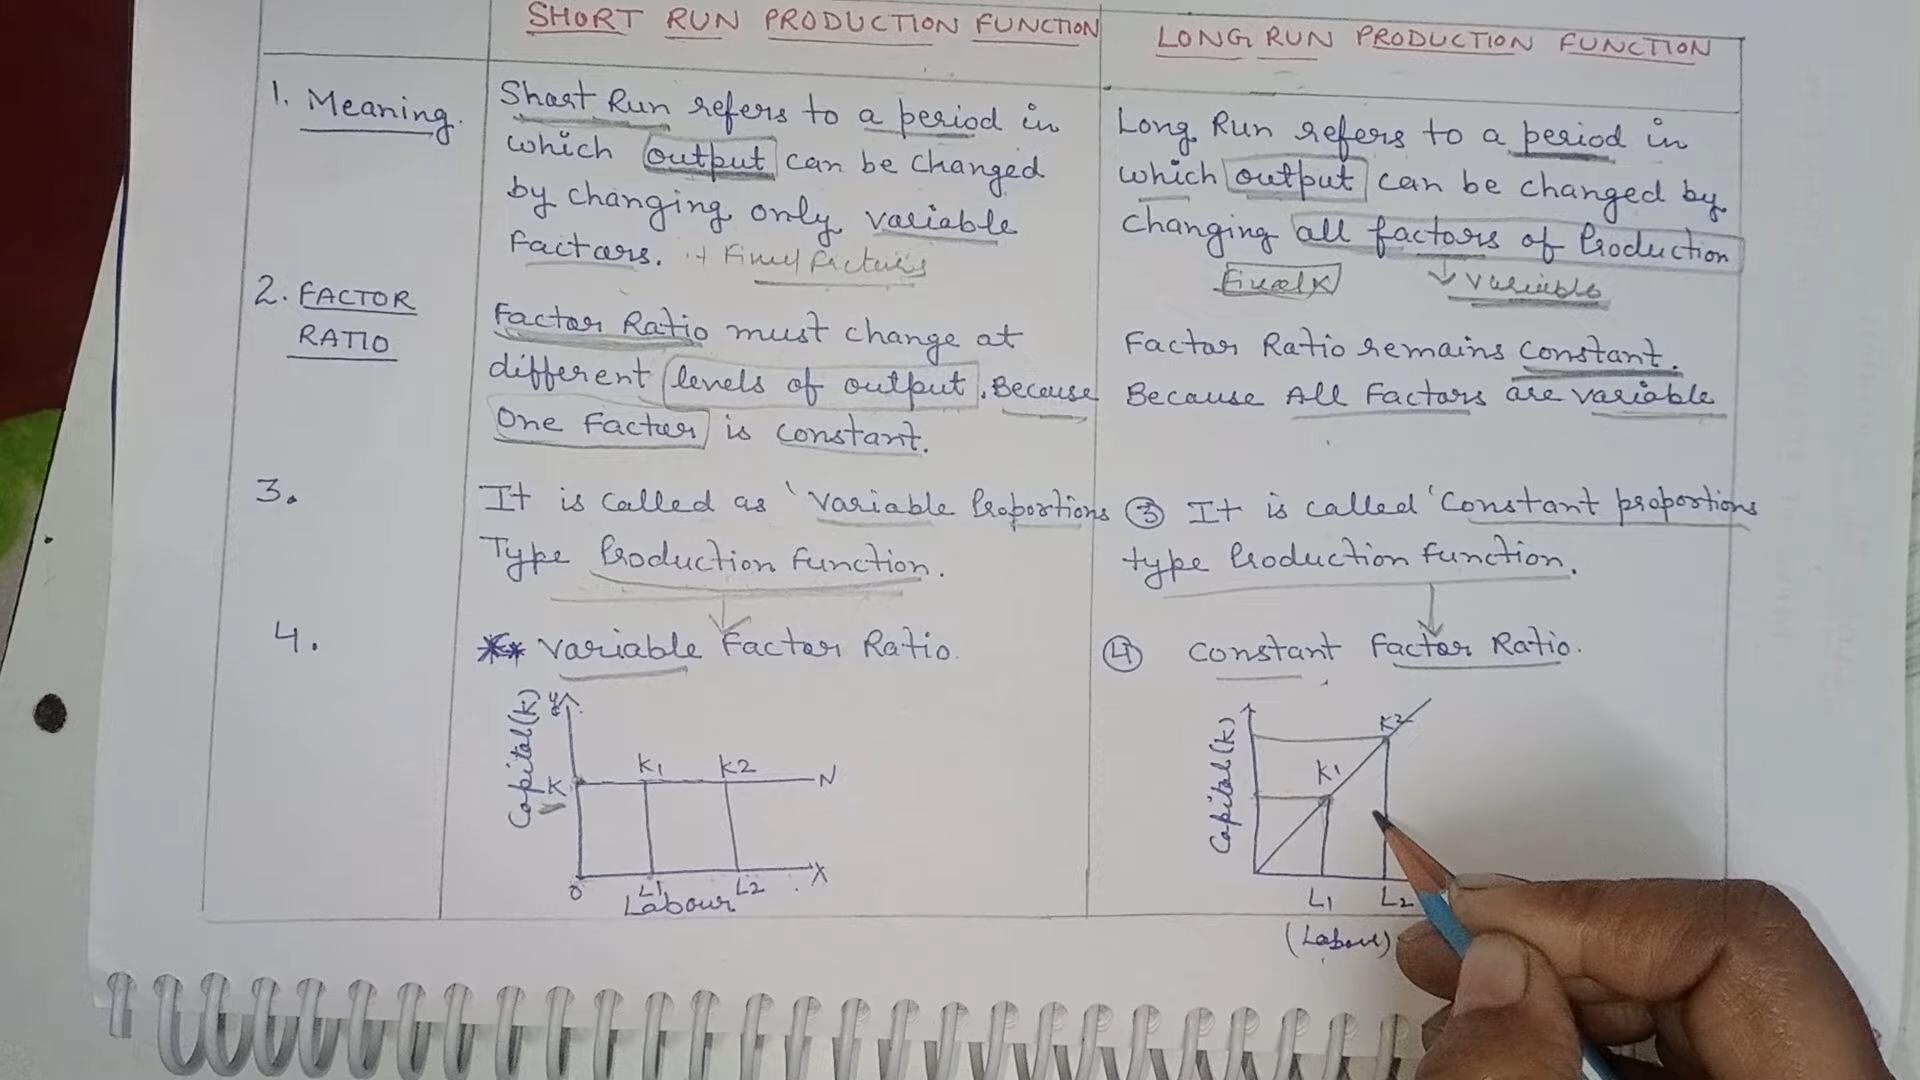 SHORT RUN PRODUCTION FUNCTION
LONG RUN PRODUCTION FUNCTION
1. Meaning.
Short Run refers to a period in
which output can be changed
by changing only variable
Factors. +
Long Run refers to a period in
which output can be changed by
changing all factors of Production
Fixed X ↓ Variable
2. FACTOR
RATIO
Factor Ratio must change at
different levels of output. Because
One Factor is constant.
Factor Ratio remains constant.
Because All Factors are variable
3.
It is called as 'Variable Proportions
Type Production Function.
③ It is called 'Constant proportions
type Production function.
4.
** Variable Factor Ratio.
④ Constant Factor Ratio.
Capital(K)
y
K
K1
K2
N
0
L1
L2
X
Labour
Capital(K)
K1
K2
L1
L2
(Labour)